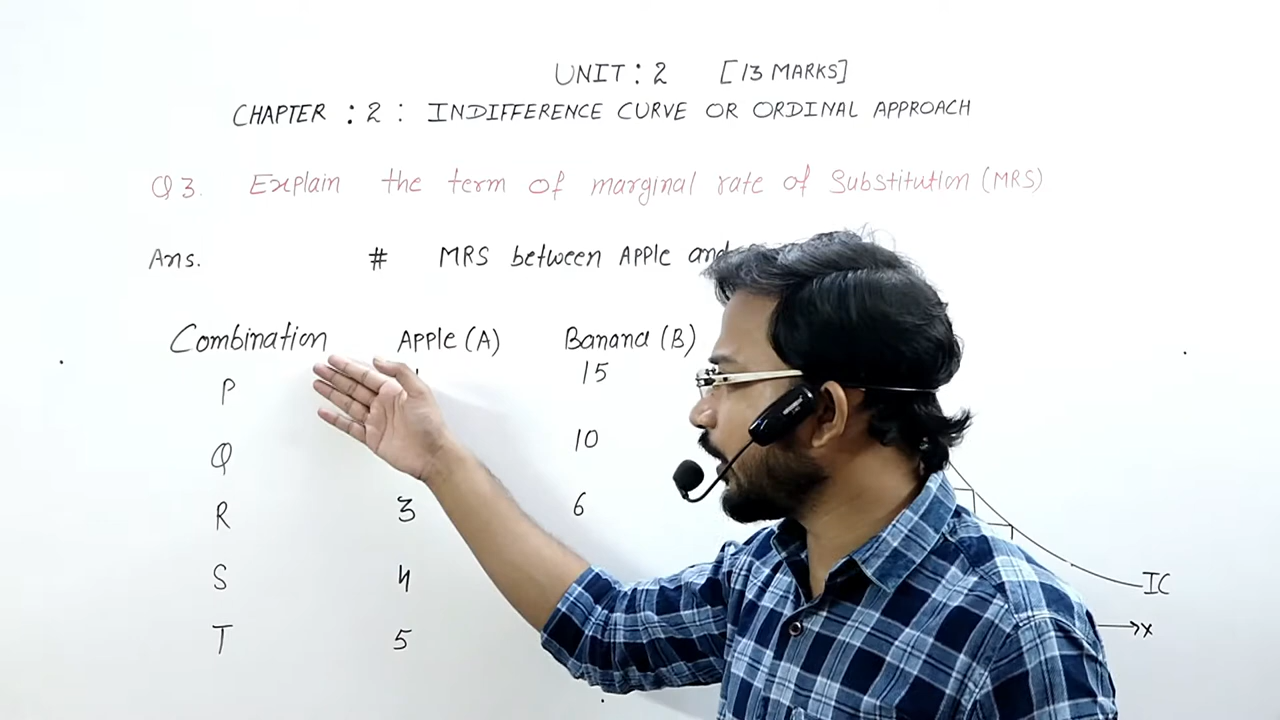 UNIT : 2 [13 MARKS]
CHAPTER : 2 : INDIFFERENCE CURVE OR ORDINAL APPROACH
Q3. Explain the term of marginal rate of Substitution (MRS)
Ans. # MRS between Apple and
Combination Apple (A) Banana (B)
P 15
Q 10
R 3 6
S 4
T 5
IC
X